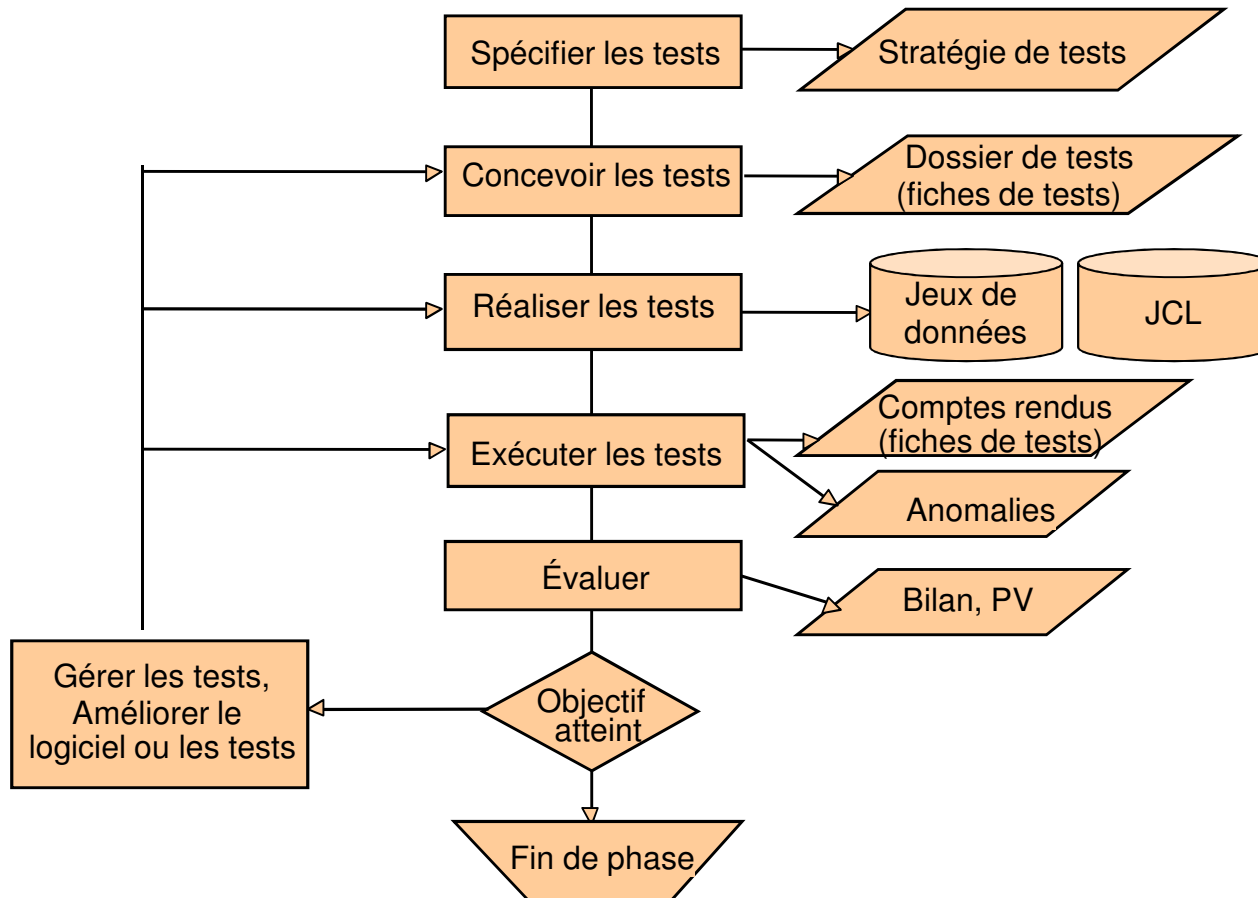 Spécifier les tests
Stratégie de tests
Concevoir les tests
Dossier de tests
(fiches de tests)
Réaliser les tests
Jeux de
données
JCL
Exécuter les tests
Comptes rendus
(fiches de tests)
Anomalies
Évaluer
Bilan, PV
Gérer les tests,
Améliorer le
logiciel ou les tests
Objectif
atteint
Fin de phase